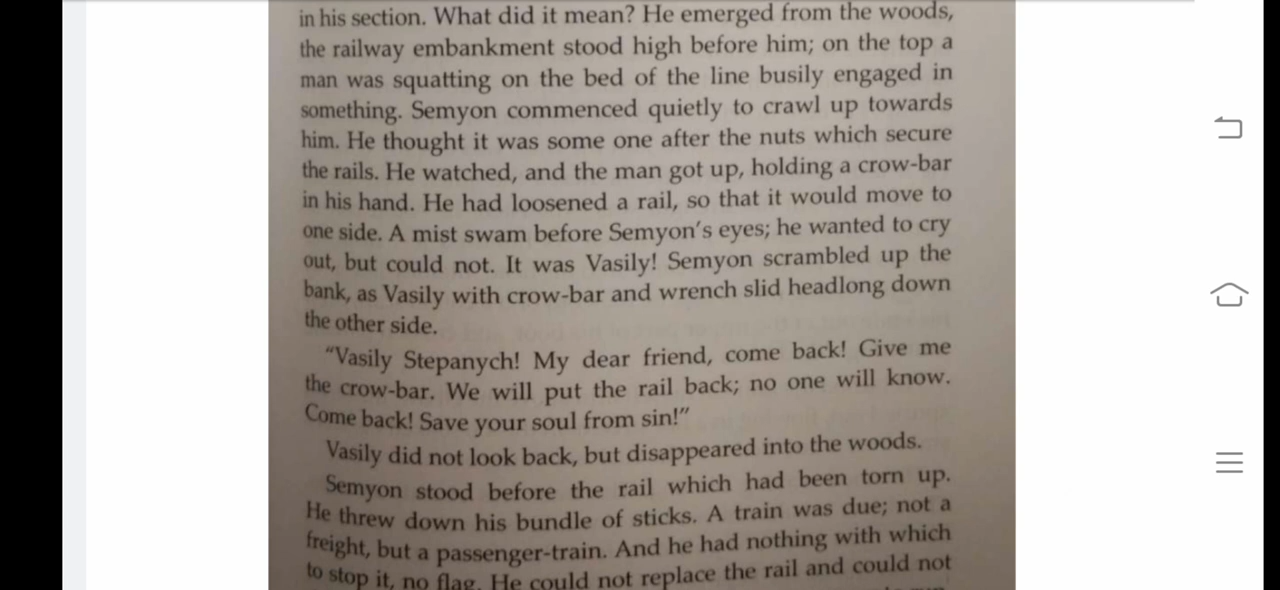 in his section. What did it mean? He emerged from the woods,
the railway embankment stood high before him; on the top a
man was squatting on the bed of the line busily engaged in
something. Semyon commenced quietly to crawl up towards
him. He thought it was some one after the nuts which secure
the rails. He watched, and the man got up, holding a crow-bar
in his hand. He had loosened a rail, so that it would move to
one side. A mist swam before Semyon's eyes; he wanted to cry
out, but could not. It was Vasily! Semyon scrambled up the
bank, as Vasily with crow-bar and wrench slid headlong down
the other side.
"Vasily Stepanych! My dear friend, come back! Give me
the crow-bar. We will put the rail back; no one will know.
Come back! Save your soul from sin!"
Vasily did not look back, but disappeared into the woods.
Semyon stood before the rail which had been torn up.
He threw down his bundle of sticks. A train was due; not a
freight, but a passenger-train. And he had nothing with which
to stop it, no flag. He could not replace the rail and could not